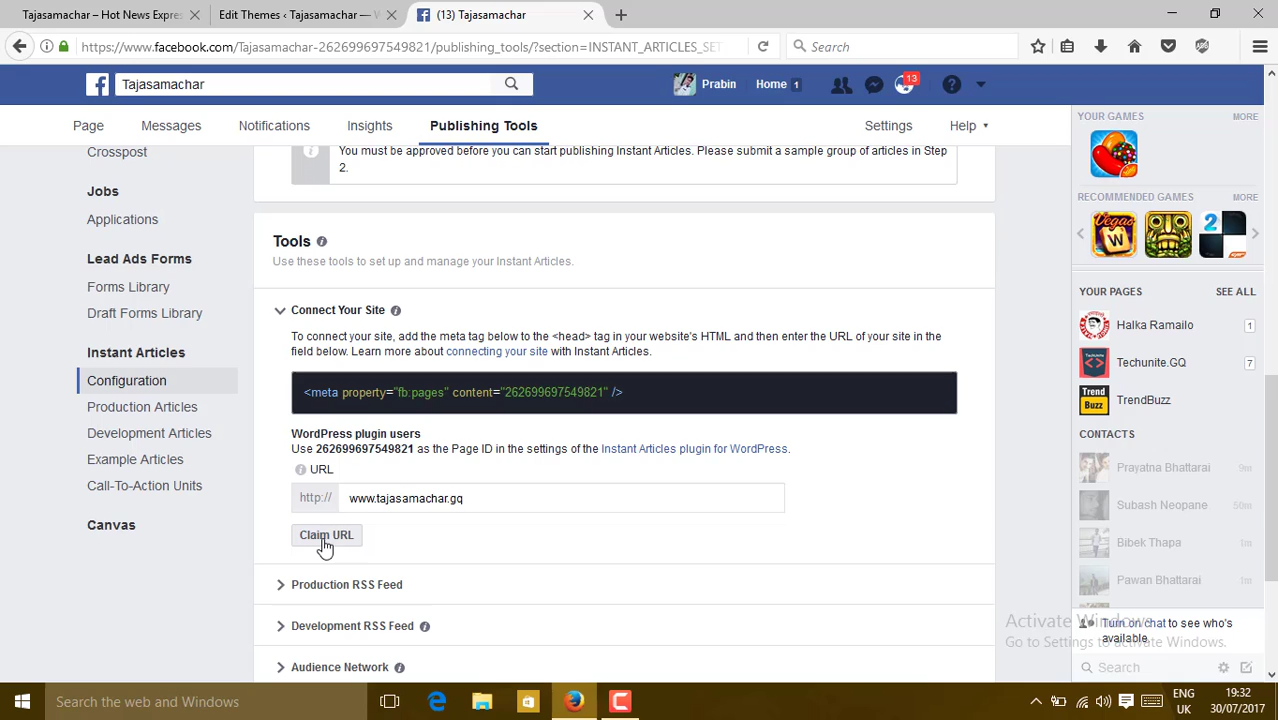 Tajasamachar – Hot News Expres
Edit Themes ‹ Tajasamachar — W
(13) Tajasamachar
https://www.facebook.com/Tajasamachar-262699697549821/publishing_tools/?section=INSTANT_ARTICLES_SET
Search
Tajasamachar
Prabin
Home 1
13
Page
Messages
Notifications
Insights
Publishing Tools
Settings
Help
Crosspost
Jobs
Applications
Lead Ads Forms
Forms Library
Draft Forms Library
Instant Articles
Configuration
Production Articles
Development Articles
Example Articles
Call-To-Action Units
Canvas
You must be approved before you can start publishing Instant Articles. Please submit a sample group of articles in Step
2.
Tools
Use these tools to set up and manage your Instant Articles.
Connect Your Site
To connect your site, add the meta tag below to the <head> tag in your website's HTML and then enter the URL of your site in the
field below. Learn more about connecting your site with Instant Articles.
<meta property="fb:pages" content="262699697549821" />
WordPress plugin users
Use 262699697549821 as the Page ID in the settings of the Instant Articles plugin for WordPress.
URL
http:// www.tajasamachar.gq
Claim URL
Production RSS Feed
Development RSS Feed
Audience Network
YOUR GAMES
MORE
RECOMMENDED GAMES
MORE
YOUR PAGES
SEE ALL
Halka Ramailo 1
Techunite.GQ 7
TrendBuzz
CONTACTS
Prayatna Bhattarai 9m
Subash Neopane 50m
Bibek Thapa 1m
Pawan Bhattarai 1m
Turn on chat to see who's
available.
Activate Windows
Go to Settings to activate Windows.
Search
Search the web and Windows
ENG
UK
19:32
30/07/2017